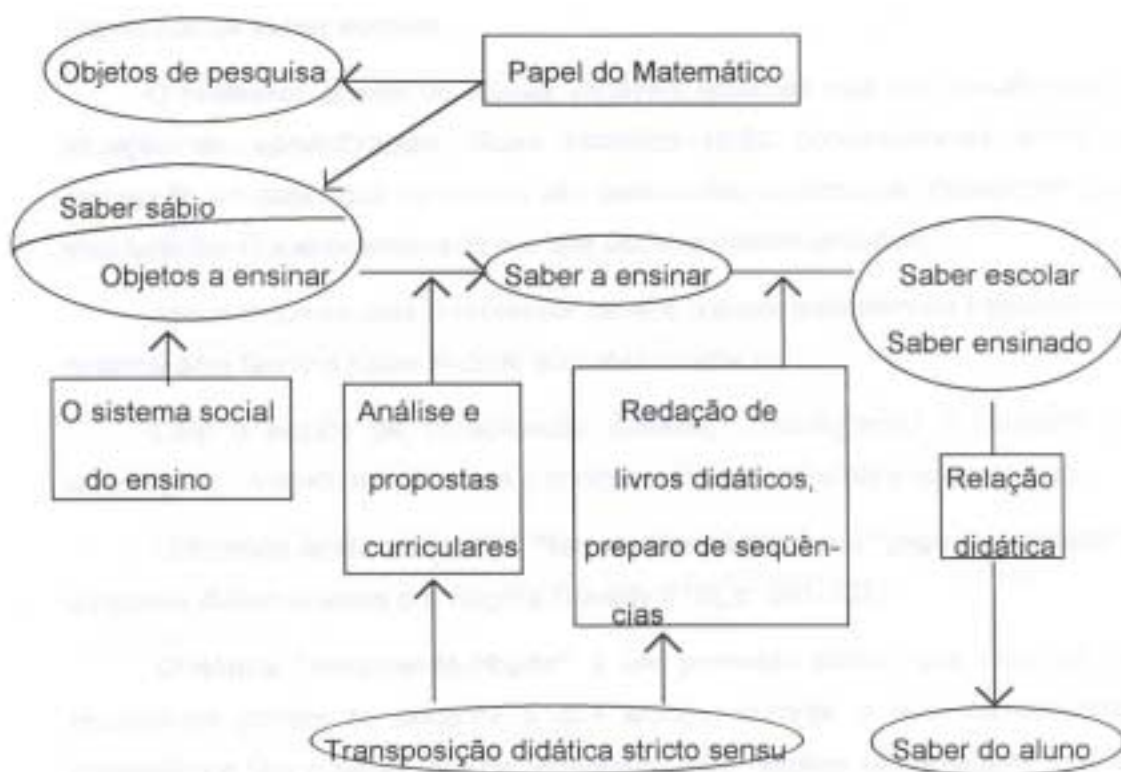 Objetos de pesquisa
Papel do Matemático
Saber sábio
Objetos a ensinar
Saber a ensinar
Saber escolar
Saber ensinado
O sistema social
do ensino
Análise e
propostas
curriculares
Redação de
livros didáticos,
preparo de seqüên-
cias
Relação
didática
Transposição didática stricto sensu
Saber do aluno